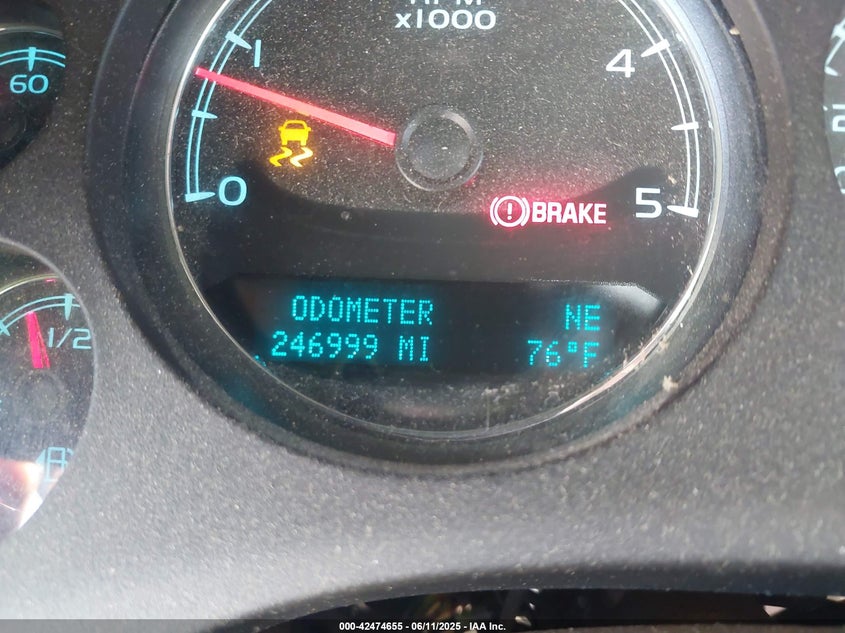 RPM
x1000
1
4
60
0
5
BRAKE
ODOMETER NE
246999 MI 76°F
1/2
000-42474655 - 06/11/2025 - IAA Inc.